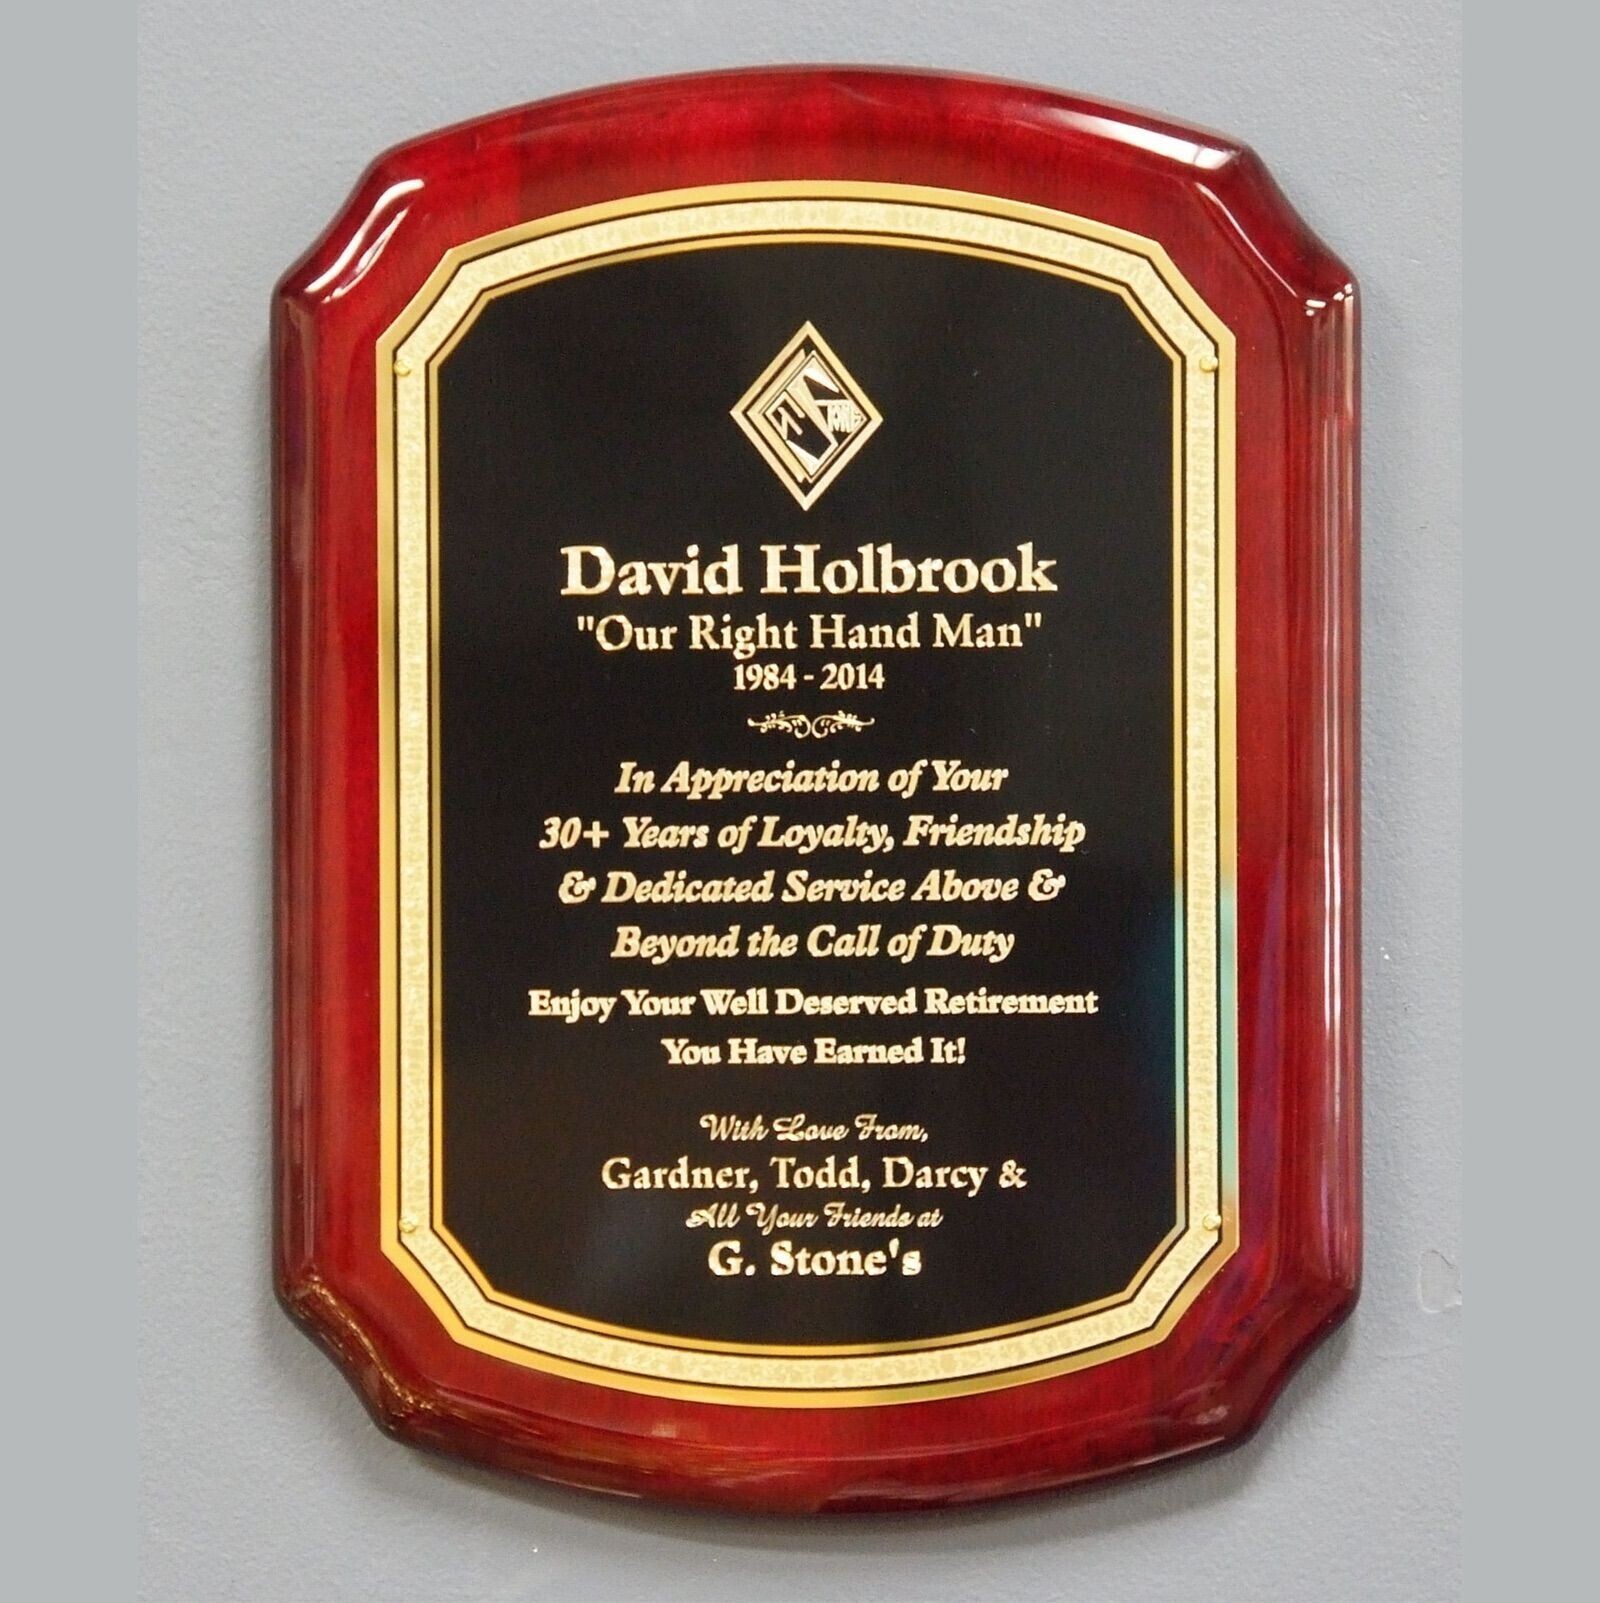 David Holbrook
"Our Right Hand Man"
1984 - 2014
In Appreciation of Your
30+ Years of Loyalty, Friendship
& Dedicated Service Above &
Beyond the Call of Duty
Enjoy Your Well Deserved Retirement
You Have Earned It!
With Love From,
Gardner, Todd, Darcy &
All Your Friends at
G. Stone's